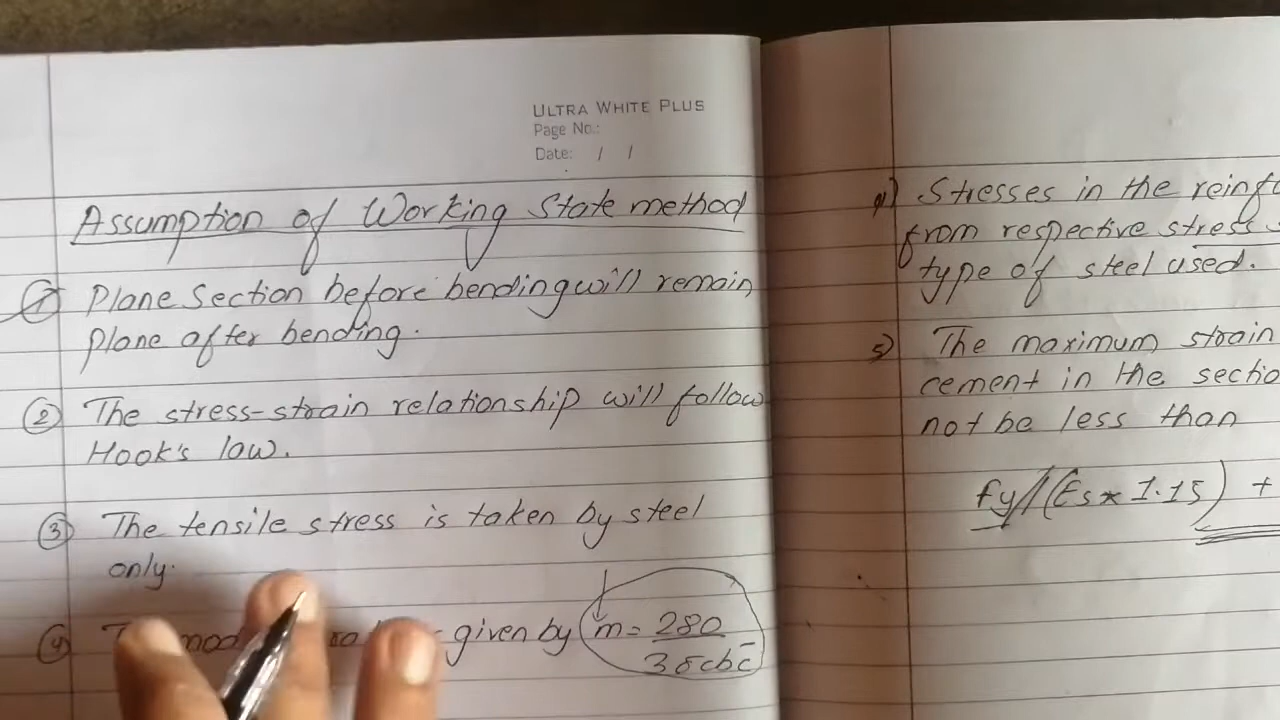 ULTRA WHITE PLUS
Page No.:
Date: / /
Assumption of Working State method
① Plane Section before bending will remain
plane after bending.
② The stress-strain relationship will follow
Hook's law.
③ The tensile stress is taken by steel
only.
④ given by m = 280
3σcbc
4) Stresses in the
from respective stress
type of steel used.
5) The maximum strain
cement in the
not be less than
fy/(Es* 1.15) +